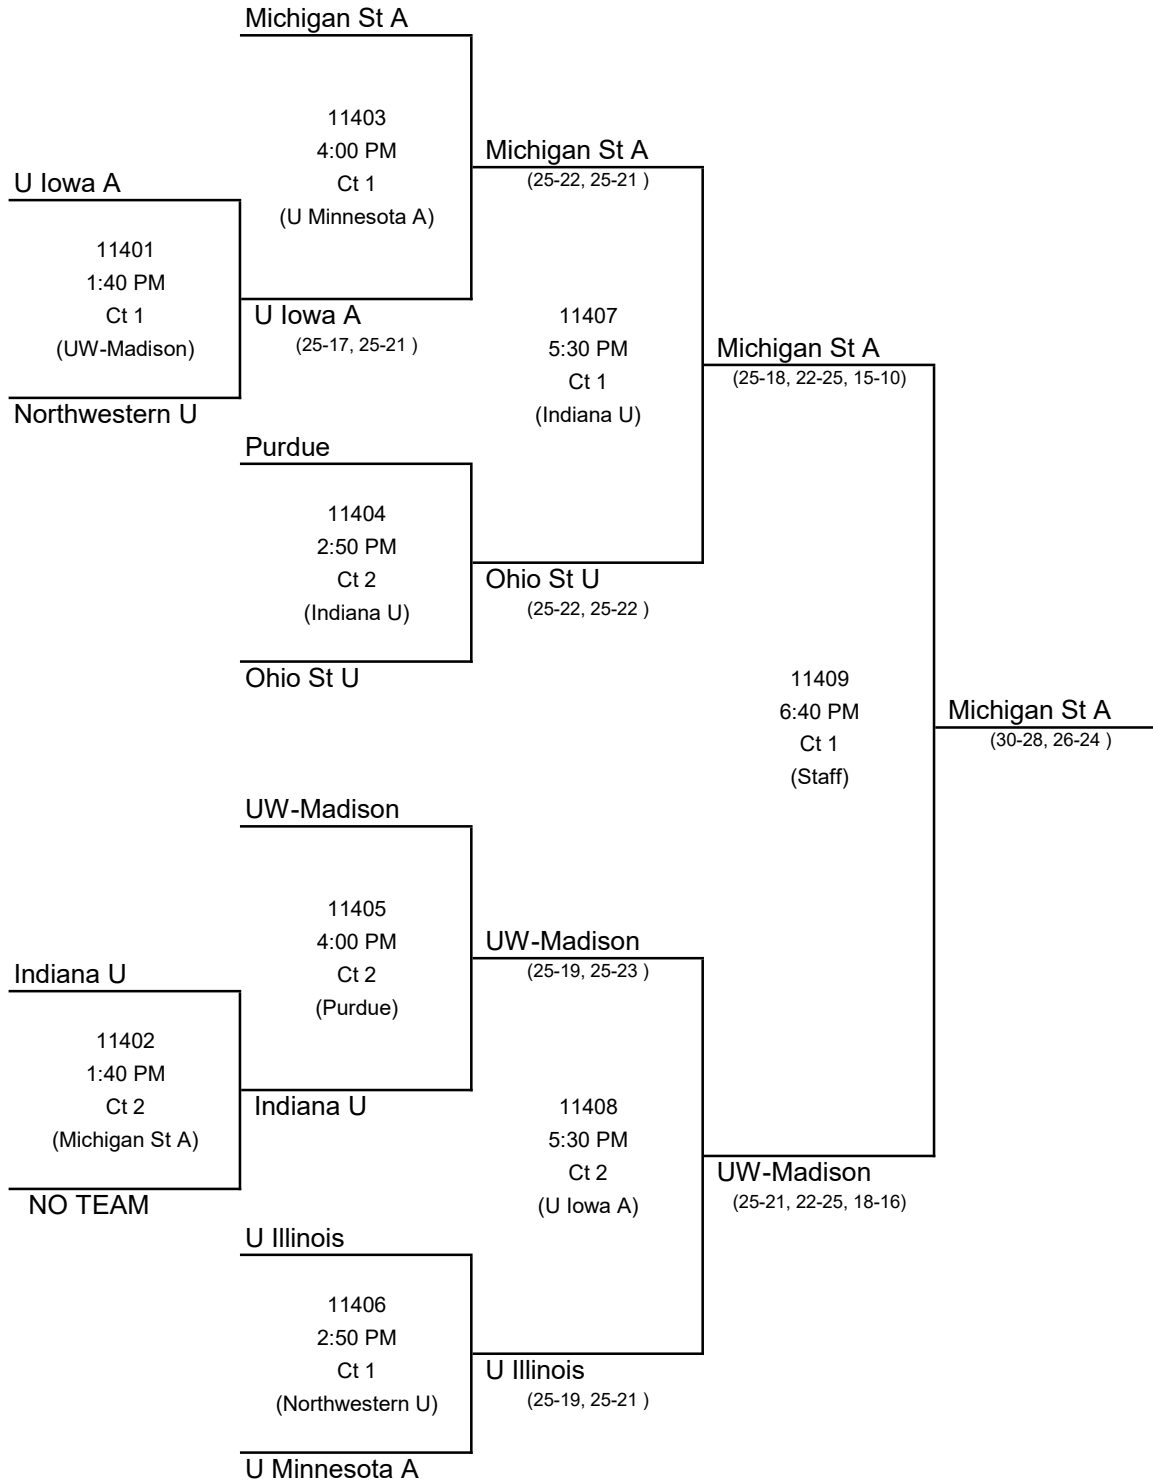 Michigan St A
11403
4:00 PM
Ct 1
(U Minnesota A)
Michigan St A
(25-22, 25-21 )
U Iowa A
11401
1:40 PM
Ct 1
(UW-Madison)
U Iowa A
(25-17, 25-21 )
Northwestern U
11407
5:30 PM
Ct 1
(Indiana U)
Michigan St A
(25-18, 22-25, 15-10)
Purdue
11404
2:50 PM
Ct 2
(Indiana U)
Ohio St U
(25-22, 25-22 )
Ohio St U
11409
6:40 PM
Ct 1
(Staff)
Michigan St A
(30-28, 26-24 )
UW-Madison
11405
4:00 PM
Ct 2
(Purdue)
UW-Madison
(25-19, 25-23 )
Indiana U
11402
1:40 PM
Ct 2
(Michigan St A)
Indiana U
NO TEAM
11408
5:30 PM
Ct 2
(U Iowa A)
UW-Madison
(25-21, 22-25, 18-16)
U Illinois
11406
2:50 PM
Ct 1
(Northwestern U)
U Illinois
(25-19, 25-21 )
U Minnesota A